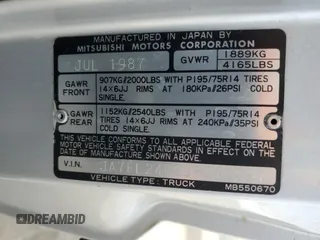 MANUFACTURED IN JAPAN BY
MITSUBISHI MOTORS CORPORATION
JUL 1987
GVWR 1889KG
4165LBS
GAWR FRONT 907KG/2000LBS WITH P195/75R14 TIRES
14×6JJ RIMS AT 180KPA/26PSI COLD
SINGLE.
GAWR REAR 1152KG/2540LBS WITH P195/75R14
TIRES 14×6JJ RIMS AT 240KPA/35PSI
COLD SINGLE.
THIS VEHICLE CONFORMS TO ALL APPLICABLE
FEDERAL MOTOR VEHICLE SAFETY STANDARDS
IN EFFECT ON THE DATE OF MANUFACTURE
SHOWN ABOVE.
V.I.N.
VEHICLE TYPE: TRUCK MB550670
DREAMBID